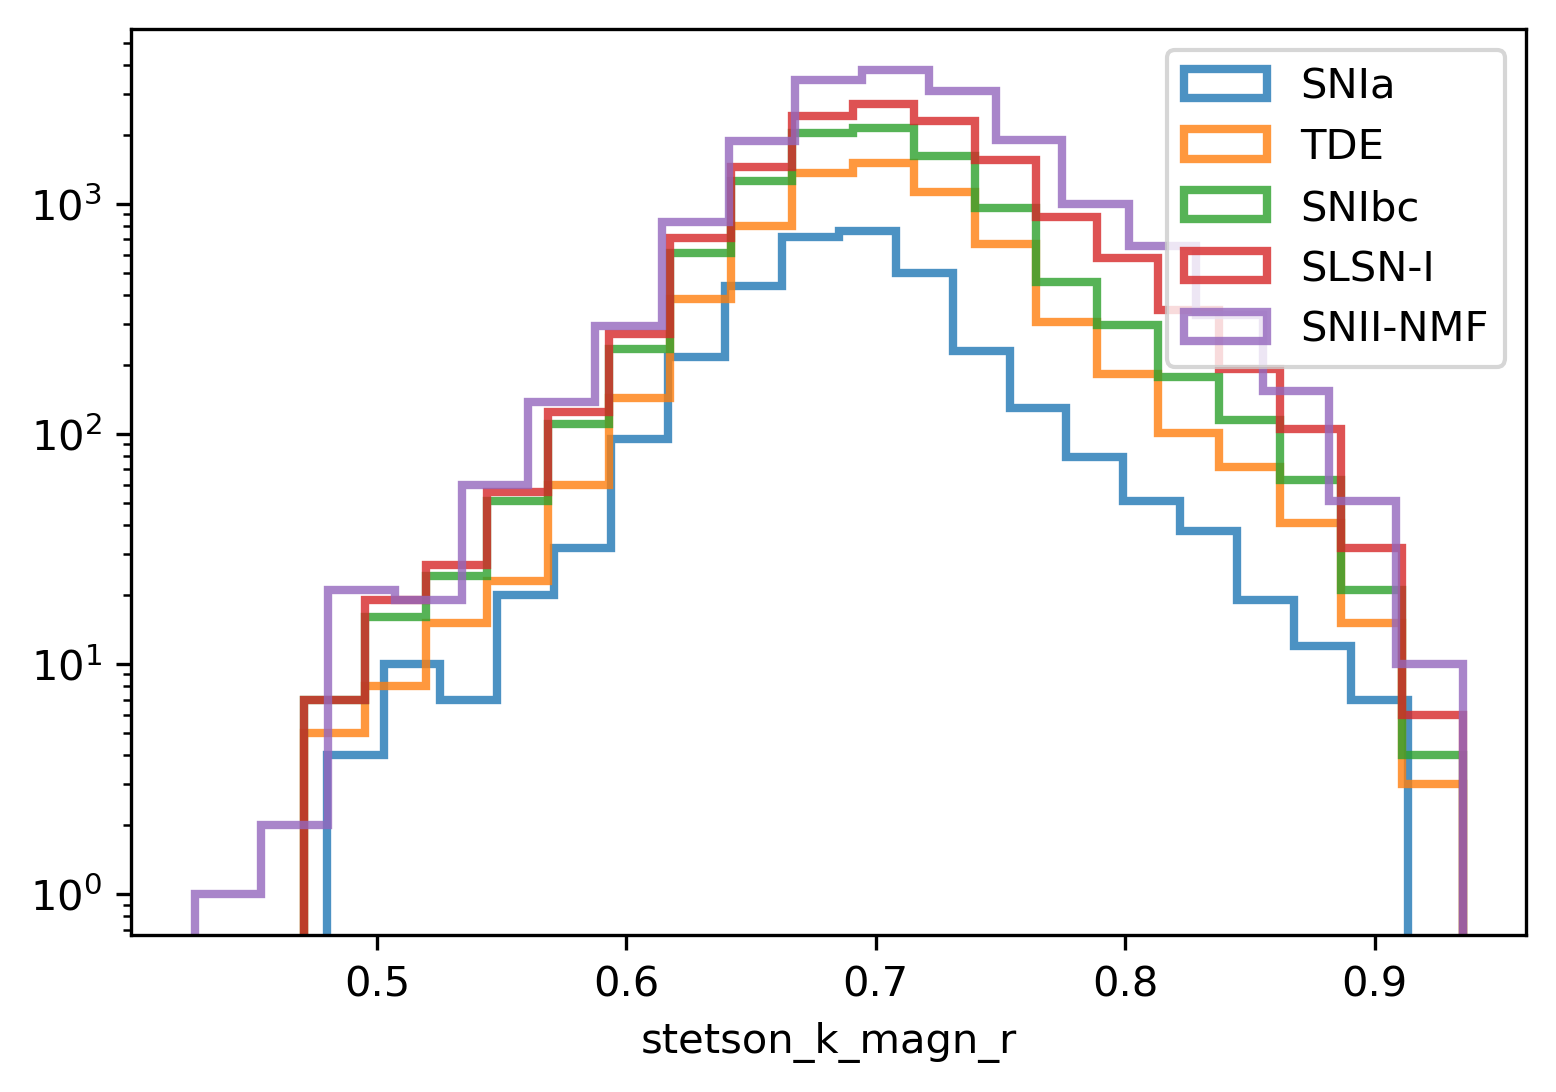 10³
10²
10¹
10⁰
0.5 0.6 0.7 0.8 0.9
stetson_k_magn_r
SNIa
TDE
SNIbc
SLSN-I
SNII-NMF